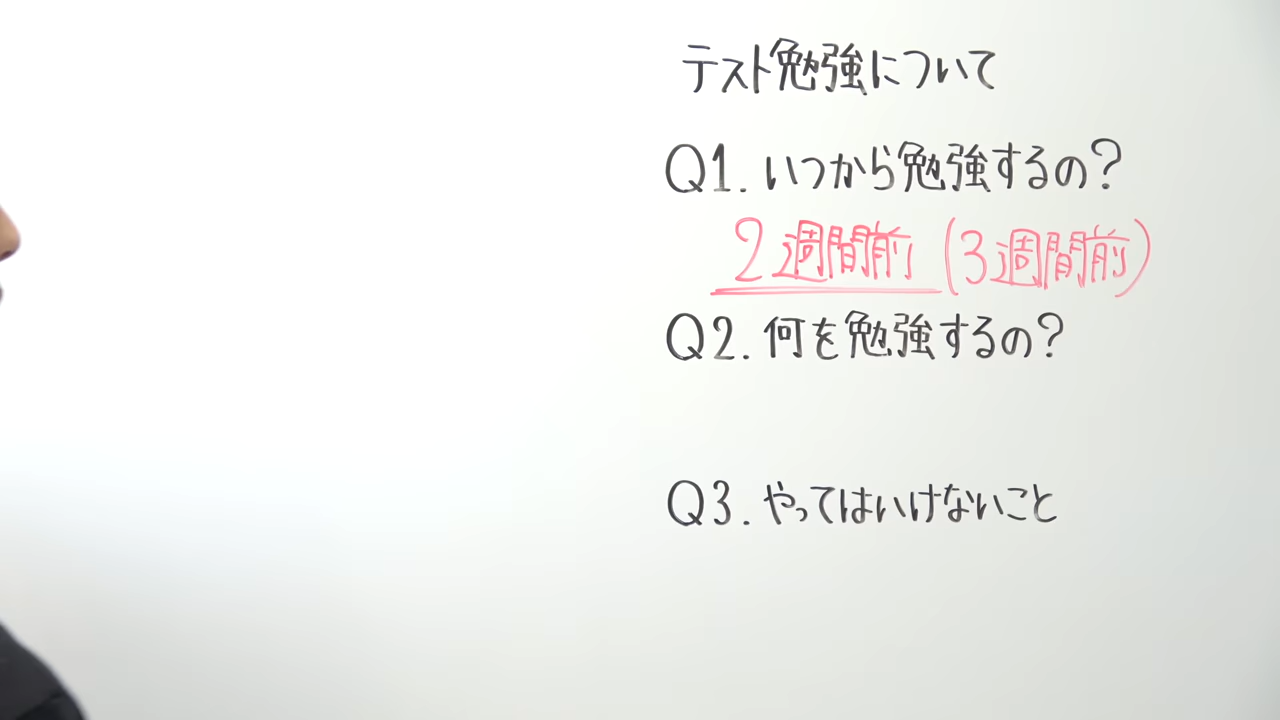 テスト勉強について
Q1. いつから勉強するの?
2週間前 (3週間前)
Q2. 何を勉強するの?
Q3. やってはいけないこと